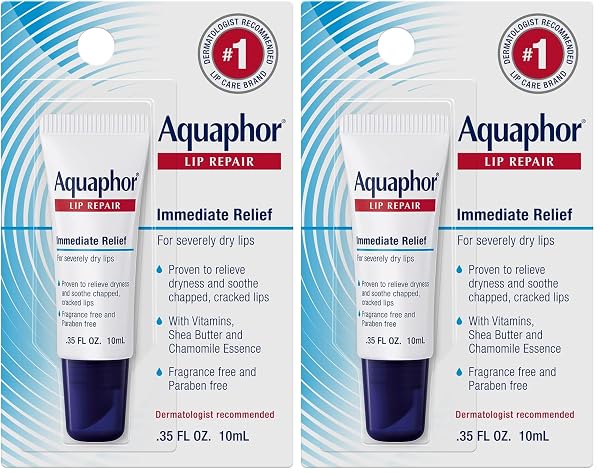 DERMATOLOGIST RECOMMENDED
#1
LIP CARE BRAND
Aquaphor®
LIP REPAIR
Immediate Relief
For severely dry lips
Proven to relieve
dryness and soothe
chapped, cracked lips
With Vitamins,
Shea Butter and
Chamomile Essence
Fragrance free and
Paraben free
Dermatologist recommended
.35 FL OZ. 10mL
Aquaphor®
LIP REPAIR
Immediate Relief
For severely dry lips
Proven to relieve dryness
and soothe chapped,
cracked lips
Fragrance free and
Paraben free
.35 FL OZ. 10mL
DERMATOLOGIST RECOMMENDED
#1
LIP CARE BRAND
Aquaphor®
LIP REPAIR
Immediate Relief
For severely dry lips
Proven to relieve
dryness and soothe
chapped, cracked lips
With Vitamins,
Shea Butter and
Chamomile Essence
Fragrance free and
Paraben free
Dermatologist recommended
.35 FL OZ. 10mL
Aquaphor®
LIP REPAIR
Immediate Relief
For severely dry lips
Proven to relieve dryness
and soothe chapped,
cracked lips
Fragrance free and
Paraben free
.35 FL OZ. 10mL